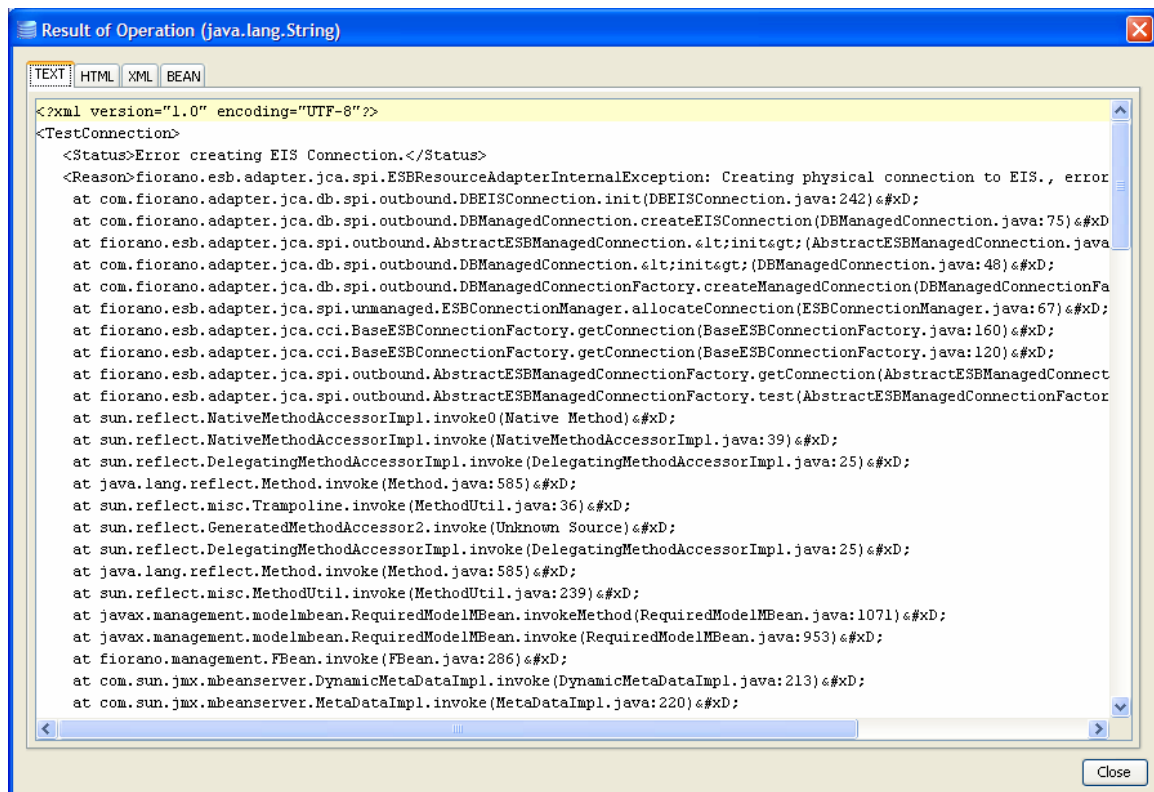 Result of Operation (java.lang.String)
TEXT HTML XML BEAN
<?xml version="1.0" encoding="UTF-8"?>
<TestConnection>
<Status>Error creating EIS Connection.</Status>
<Reason>fiorano.esb.adapter.jca.spi.ESBResourceAdapterInternalException: Creating physical connection to EIS., error
at com.fiorano.adapter.jca.db.spi.outbound.DBEISConnection.init(DBEISConnection.java:242)&#xD;
at com.fiorano.adapter.jca.db.spi.outbound.DBManagedConnection.createEISConnection(DBManagedConnection.java:75)&#xD
at fiorano.esb.adapter.jca.spi.outbound.AbstractESBManagedConnection.&lt;init&gt;(AbstractESBManagedConnection.java
at com.fiorano.adapter.jca.db.spi.outbound.DBManagedConnection.&lt;init&gt;(DBManagedConnection.java:48)&#xD;
at com.fiorano.adapter.jca.db.spi.outbound.DBManagedConnectionFactory.createManagedConnection(DBManagedConnectionFa
at fiorano.esb.adapter.jca.spi.unmanaged.ESBConnectionManager.allocateConnection(ESBConnectionManager.java:67)&#xD;
at fiorano.esb.adapter.jca.cci.BaseESBConnectionFactory.getConnection(BaseESBConnectionFactory.java:160)&#xD;
at fiorano.esb.adapter.jca.cci.BaseESBConnectionFactory.getConnection(BaseESBConnectionFactory.java:120)&#xD;
at fiorano.esb.adapter.jca.spi.outbound.AbstractESBManagedConnectionFactory.getConnection(AbstractESBManagedConnect
at fiorano.esb.adapter.jca.spi.outbound.AbstractESBManagedConnectionFactory.test(AbstractESBManagedConnectionFactor
at sun.reflect.NativeMethodAccessorImpl.invoke0(Native Method)&#xD;
at sun.reflect.NativeMethodAccessorImpl.invoke(NativeMethodAccessorImpl.java:39)&#xD;
at sun.reflect.DelegatingMethodAccessorImpl.invoke(DelegatingMethodAccessorImpl.java:25)&#xD;
at java.lang.reflect.Method.invoke(Method.java:585)&#xD;
at sun.reflect.misc.Trampoline.invoke(MethodUtil.java:36)&#xD;
at sun.reflect.GeneratedMethodAccessor2.invoke(Unknown Source)&#xD;
at sun.reflect.DelegatingMethodAccessorImpl.invoke(DelegatingMethodAccessorImpl.java:25)&#xD;
at java.lang.reflect.Method.invoke(Method.java:585)&#xD;
at sun.reflect.misc.MethodUtil.invoke(MethodUtil.java:239)&#xD;
at javax.management.modelmbean.RequiredModelMBean.invokeMethod(RequiredModelMBean.java:1071)&#xD;
at javax.management.modelmbean.RequiredModelMBean.invoke(RequiredModelMBean.java:953)&#xD;
at fiorano.management.FBean.invoke(FBean.java:286)&#xD;
at com.sun.jmx.mbeanserver.DynamicMetaDataImpl.invoke(DynamicMetaDataImpl.java:213)&#xD;
at com.sun.jmx.mbeanserver.MetaDataImpl.invoke(MetaDataImpl.java:220)&#xD;
Close